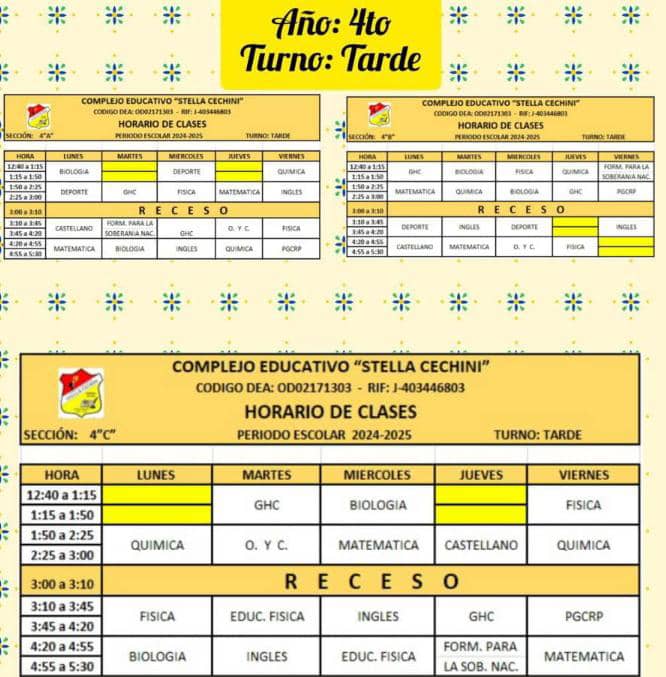 Año: 4to
Turno: Tarde
COMPLEJO EDUCATIVO "STELLA CECHINI"
CODIGO DEA: OD02171303 - RIF: J-403446803
HORARIO DE CLASES
SECCIÓN: 4"A" PERIODO ESCOLAR 2024-2025 TURNO: TARDE
HORA LUNES MARTES MIERCOLES JUEVES VIERNES
12:40 a 1:15
BIOLOGIA DEPORTE QUIMICA
1:15 a 1:50
1:50 a 2:25
DEPORTE GHC FISICA MATEMATICA INGLES
2:25 a 3:00
3:00 a 3:10 R E C E S O
3:10 a 3:45 FORM. PARA LA
CASTELLANO O. Y C. FISICA
3:45 a 4:20 SOBERANIA NAC. GHC
4:20 a 4:55
MATEMATICA BIOLOGIA INGLES QUIMICA PGCRP
4:55 a 5:30
COMPLEJO EDUCATIVO "STELLA CECHINI"
CODIGO DEA: OD02171303 - RIF: J-403446803
HORARIO DE CLASES
SECCIÓN: 4"B" PERIODO ESCOLAR 2024-2025 TURNO: TARDE
HORA LUNES MARTES MIERCOLES JUEVES VIERNES
12:40 a 1:15 FORM. PARA LA
GHC BIOLOGIA FISICA QUIMICA
1:15 a 1:50 SOBERANIA NAC.
1:50 a 2:25
MATEMATICA QUIMICA BIOLOGIA GHC PGCRP
2:25 a 3:00
3:00 a 3:10 R E C E S O
3:10 a 3:45
DEPORTE INGLES DEPORTE INGLES
3:45 a 4:20
4:20 a 4:55
CASTELLANO MATEMATICA O. Y C. FISICA
4:55 a 5:30
COMPLEJO EDUCATIVO "STELLA CECHINI"
CODIGO DEA: OD02171303 - RIF: J-403446803
HORARIO DE CLASES
SECCIÓN: 4"C" PERIODO ESCOLAR 2024-2025 TURNO: TARDE
HORA LUNES MARTES MIERCOLES JUEVES VIERNES
12:40 a 1:15
GHC BIOLOGIA FISICA
1:15 a 1:50
1:50 a 2:25
QUIMICA O. Y C. MATEMATICA CASTELLANO QUIMICA
2:25 a 3:00
3:00 a 3:10 R E C E S O
3:10 a 3:45
FISICA EDUC. FISICA INGLES GHC PGCRP
3:45 a 4:20
4:20 a 4:55 FORM. PARA
BIOLOGIA INGLES EDUC. FISICA MATEMATICA
4:55 a 5:30 LA SOB. NAC.